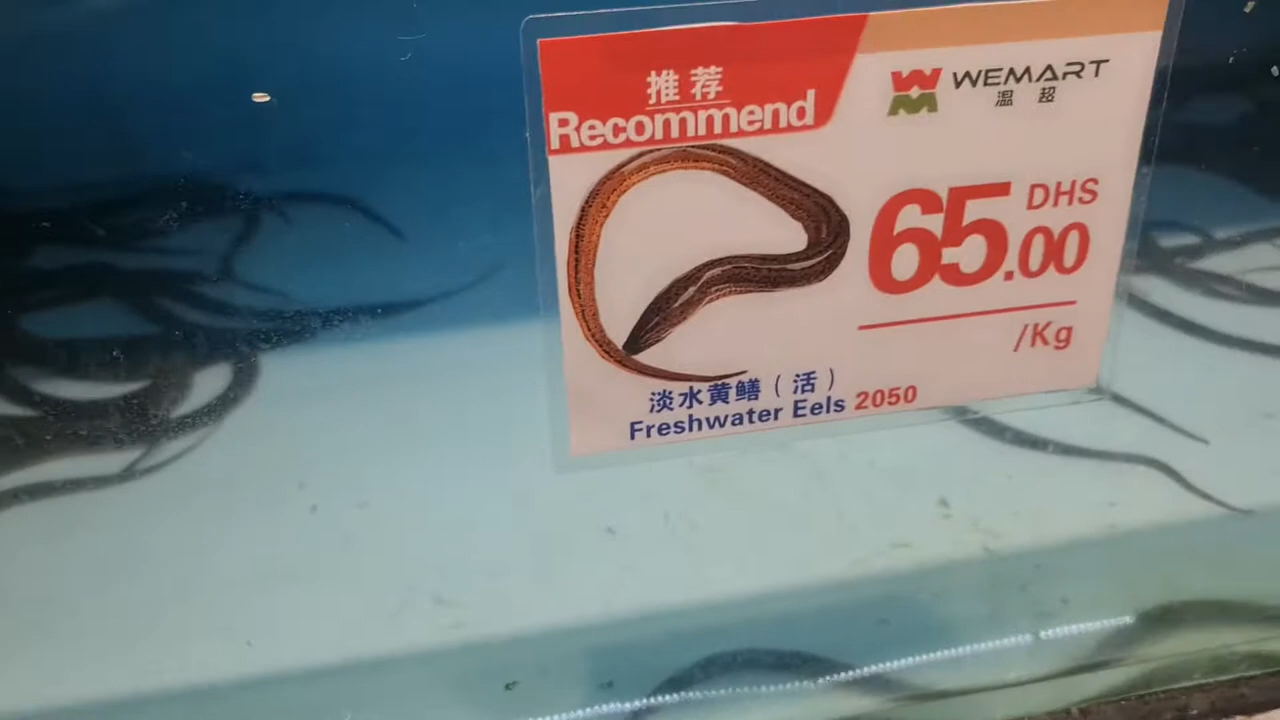 推荐
Recommend
WEMART
温超
65.00 DHS
/Kg
淡水黄鳝（活）
Freshwater Eels 2050